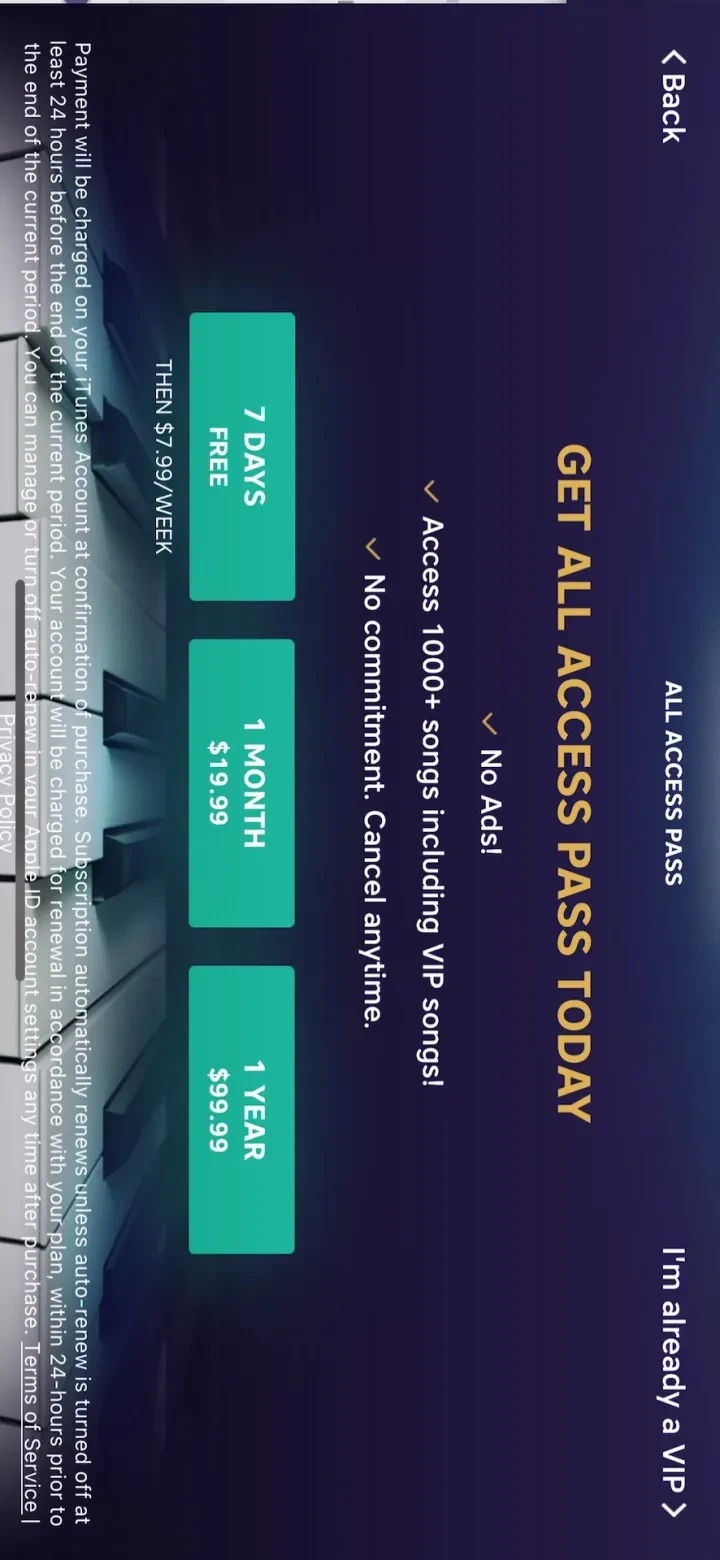 < Back
ALL ACCESS PASS
I'm already a VIP >
GET ALL ACCESS PASS TODAY
No Ads!
Access 1000+ songs including VIP songs!
No commitment. Cancel anytime.
7 DAYS
FREE
THEN $7.99/WEEK
1 MONTH
$19.99
1 YEAR
$99.99
Payment will be charged on your iTunes Account at confirmation of purchase. Subscription automatically renews unless auto-renew is turned off at
least 24 hours before the end of the current period. Your account will be charged for renewal in accordance with your plan, within 24-hours prior to
the end of the current period. You can manage or turn off auto-renew in your Apple ID account settings any time after purchase. Terms of Service |
Privacy Policy